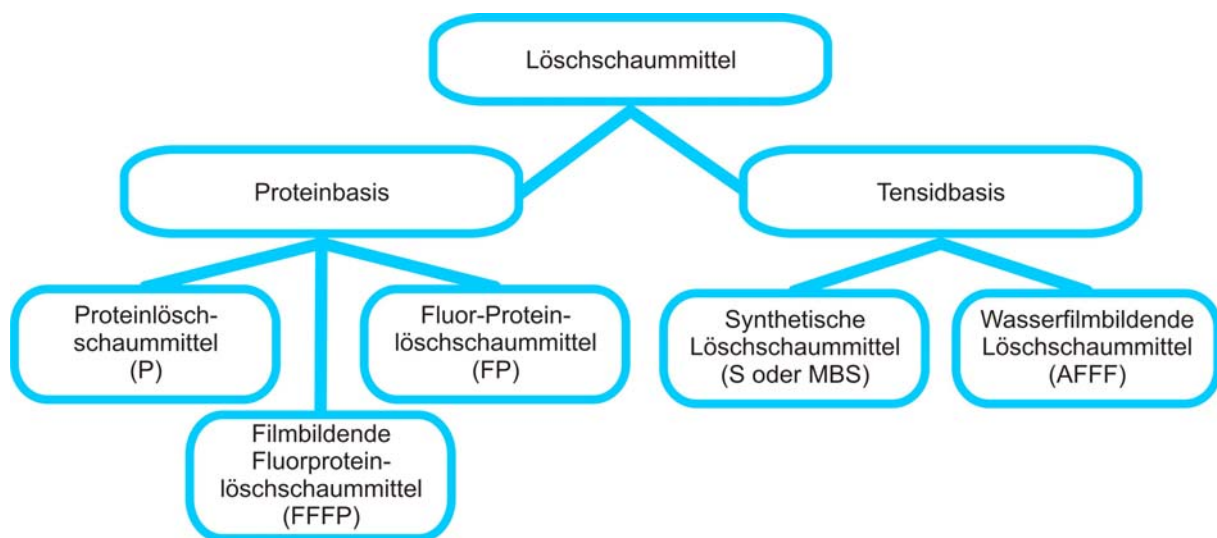 Löschschaummittel
Proteinbasis
Tensidbasis
Proteinlösch-
schaummittel
(P)
Filmbildende
Fluorprotein-
löschschaummittel
(FFFP)
Fluor-Protein-
löschschaummittel
(FP)
Synthetische
Löschschaummittel
(S oder MBS)
Wasserfilmbildende
Löschschaummittel
(AFFF)